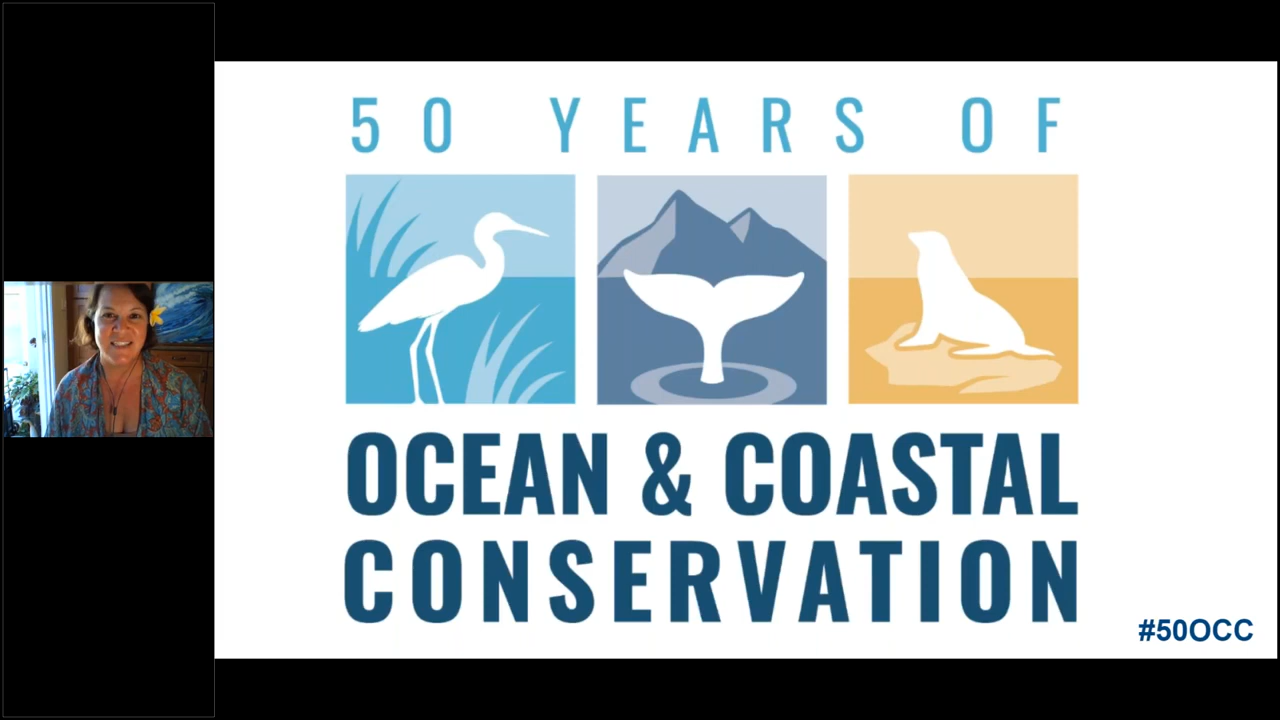 50 YEARS OF
OCEAN & COASTAL
CONSERVATION
#50OCC